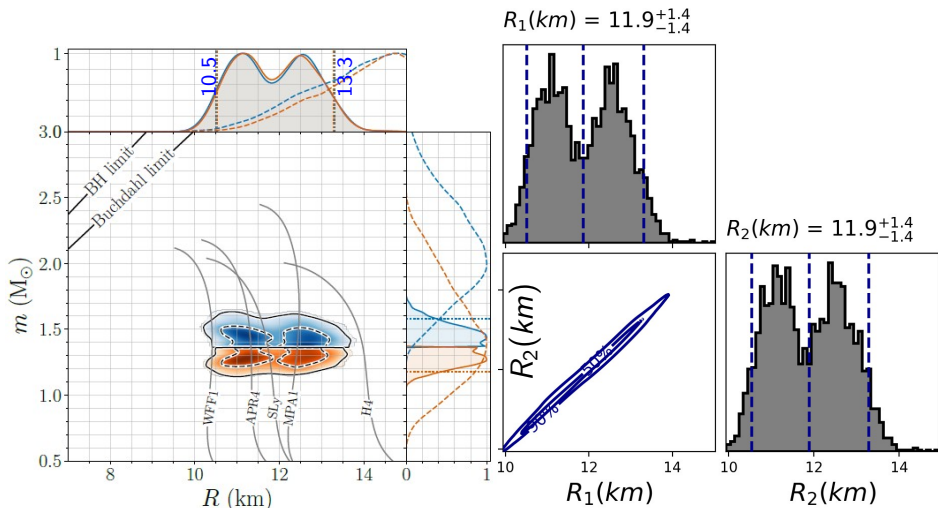 R₁(km) = 11.9⁺¹·⁴₋₁.₄
1
10.5
13.3
3.0
BH limit
Buchdahl limit
2.5
R₂(km) = 11.9⁺¹·⁴₋₁.₄
2.0
m (M⊙)
1.5
1.0
WFF1
APR4
SLy
MPA1
H4
0.5
8
10
12
14
0
1
0
R (km)
R₂(km)
50%
90%
10
12
14
R₁(km)
10
12
14
R₂(km)